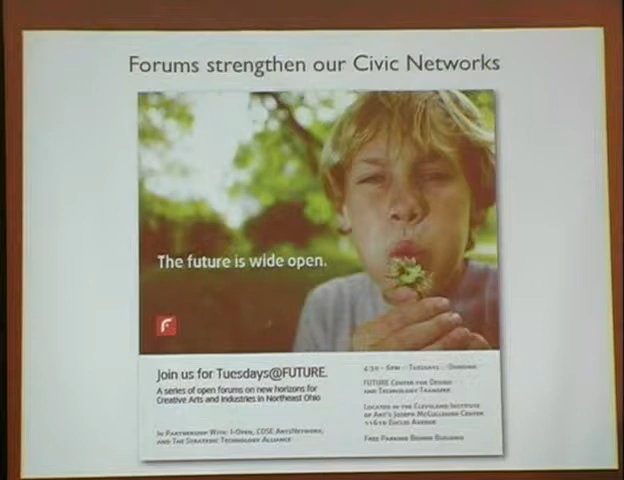 Forums strengthen our Civic Networks
The future is wide open.
Join us for Tuesdays@FUTURE.
A series of open forums on new horizons for
Creative Arts and Industries in Northeast Ohio
In Partnership With: I-Open, COSE ArtsNetwork,
and The Strategic Technology Alliance
Tuesdays
FUTURE Center for Design
and Technology Transfer
Located in the Cleveland Institute
of Art's Joseph McCullough Center
Euclid Avenue
Free Parking Behind Building